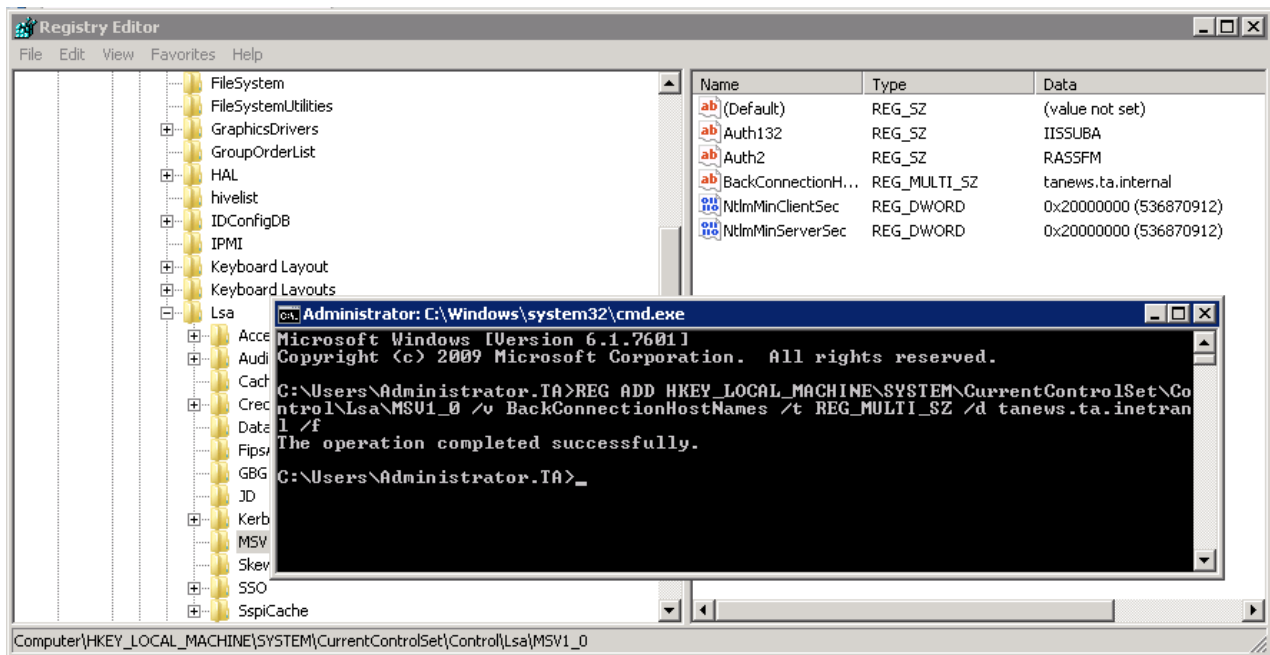 Registry Editor
File Edit View Favorites Help
FileSystem
FileSystemUtilities
GraphicsDrivers
GroupOrderList
HAL
hivelist
IDConfigDB
IPMI
Keyboard Layout
Keyboard Layouts
Lsa
Acce
Audi
Cach
Cred
Data
Fips
GBG
JD
Kerb
MSV
Skew
SSO
SspiCache
Name Type Data
(Default) REG_SZ (value not set)
Auth132 REG_SZ IISSUBA
Auth2 REG_SZ RASSFM
BackConnectionH... REG_MULTI_SZ tanews.ta.internal
NtlmMinClientSec REG_DWORD 0x20000000 (536870912)
NtlmMinServerSec REG_DWORD 0x20000000 (536870912)
Administrator: C:\Windows\system32\cmd.exe
Microsoft Windows [Version 6.1.7601]
Copyright (c) 2009 Microsoft Corporation. All rights reserved.
C:\Users\Administrator.TA>REG ADD HKEY_LOCAL_MACHINE\SYSTEM\CurrentControlSet\Co
ntrol\Lsa\MSV1_0 /v BackConnectionHostNames /t REG_MULTI_SZ /d tanews.ta.inetran
l /f
The operation completed successfully.
C:\Users\Administrator.TA>_
Computer\HKEY_LOCAL_MACHINE\SYSTEM\CurrentControlSet\Control\Lsa\MSV1_0